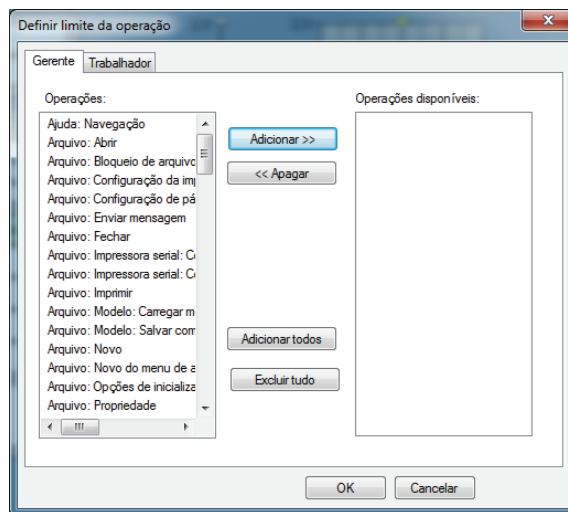 Definir limite da operação
Gerente
Trabalhador
Operações:
Operações disponíveis:
Ajuda: Navegação
Arquivo: Abrir
Arquivo: Bloqueio de arquivo
Arquivo: Configuração da
Arquivo: Configuração de pá
Arquivo: Enviar mensagem
Arquivo: Fechar
Arquivo: Impressora serial:
Arquivo: Impressora serial:
Arquivo: Imprimir
Arquivo: Modelo: Carregar m
Arquivo: Modelo: Salvar com
Arquivo: Novo
Arquivo: Novo do menu de a
Arquivo: Opções de inicializa
Arquivo: Propriedade
Adicionar >>
<< Apagar
Adicionar todos
Excluir tudo
OK
Cancelar